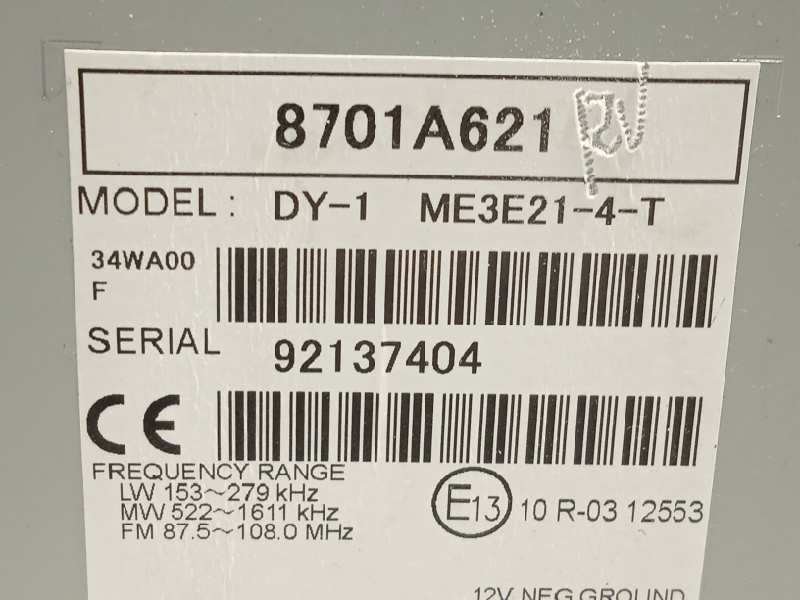 8701A621
MODEL: DY-1 ME3E21-4-T
34WA00
F
SERIAL 92137404
CE
FREQUENCY RANGE
LW 153~279 kHz
MW 522~1611 kHz
FM 87.5~108.0 MHz
E13 10 R-03 12553
12V NEG GROUND